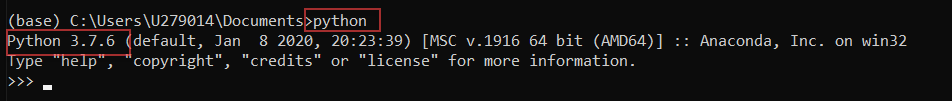 (base) C:\Users\U279014\Documents>python
Python 3.7.6 (default, Jan  8 2020, 20:23:39) [MSC v.1916 64 bit (AMD64)] :: Anaconda, Inc. on win32
Type "help", "copyright", "credits" or "license" for more information.
>>>